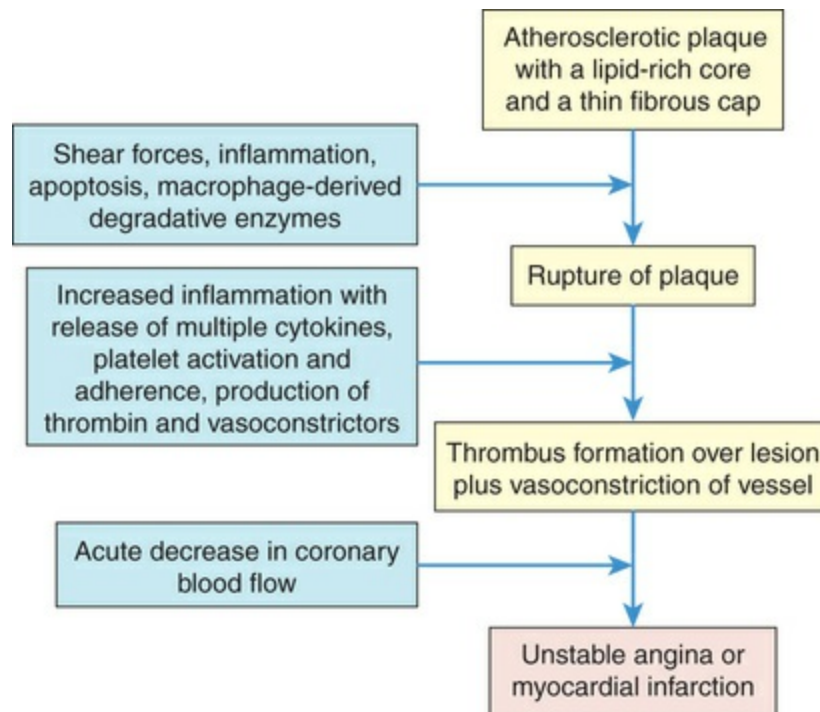 Atherosclerotic plaque
with a lipid-rich core
and a thin fibrous cap
Shear forces, inflammation,
apoptosis, macrophage-derived
degradative enzymes
Rupture of plaque
Increased inflammation with
release of multiple cytokines,
platelet activation and
adherence, production of
thrombin and vasoconstrictors
Thrombus formation over lesion
plus vasoconstriction of vessel
Acute decrease in coronary
blood flow
Unstable angina or
myocardial infarction